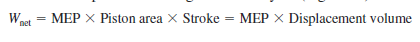 W_net = MEP × Piston area × Stroke = MEP × Displacement volume